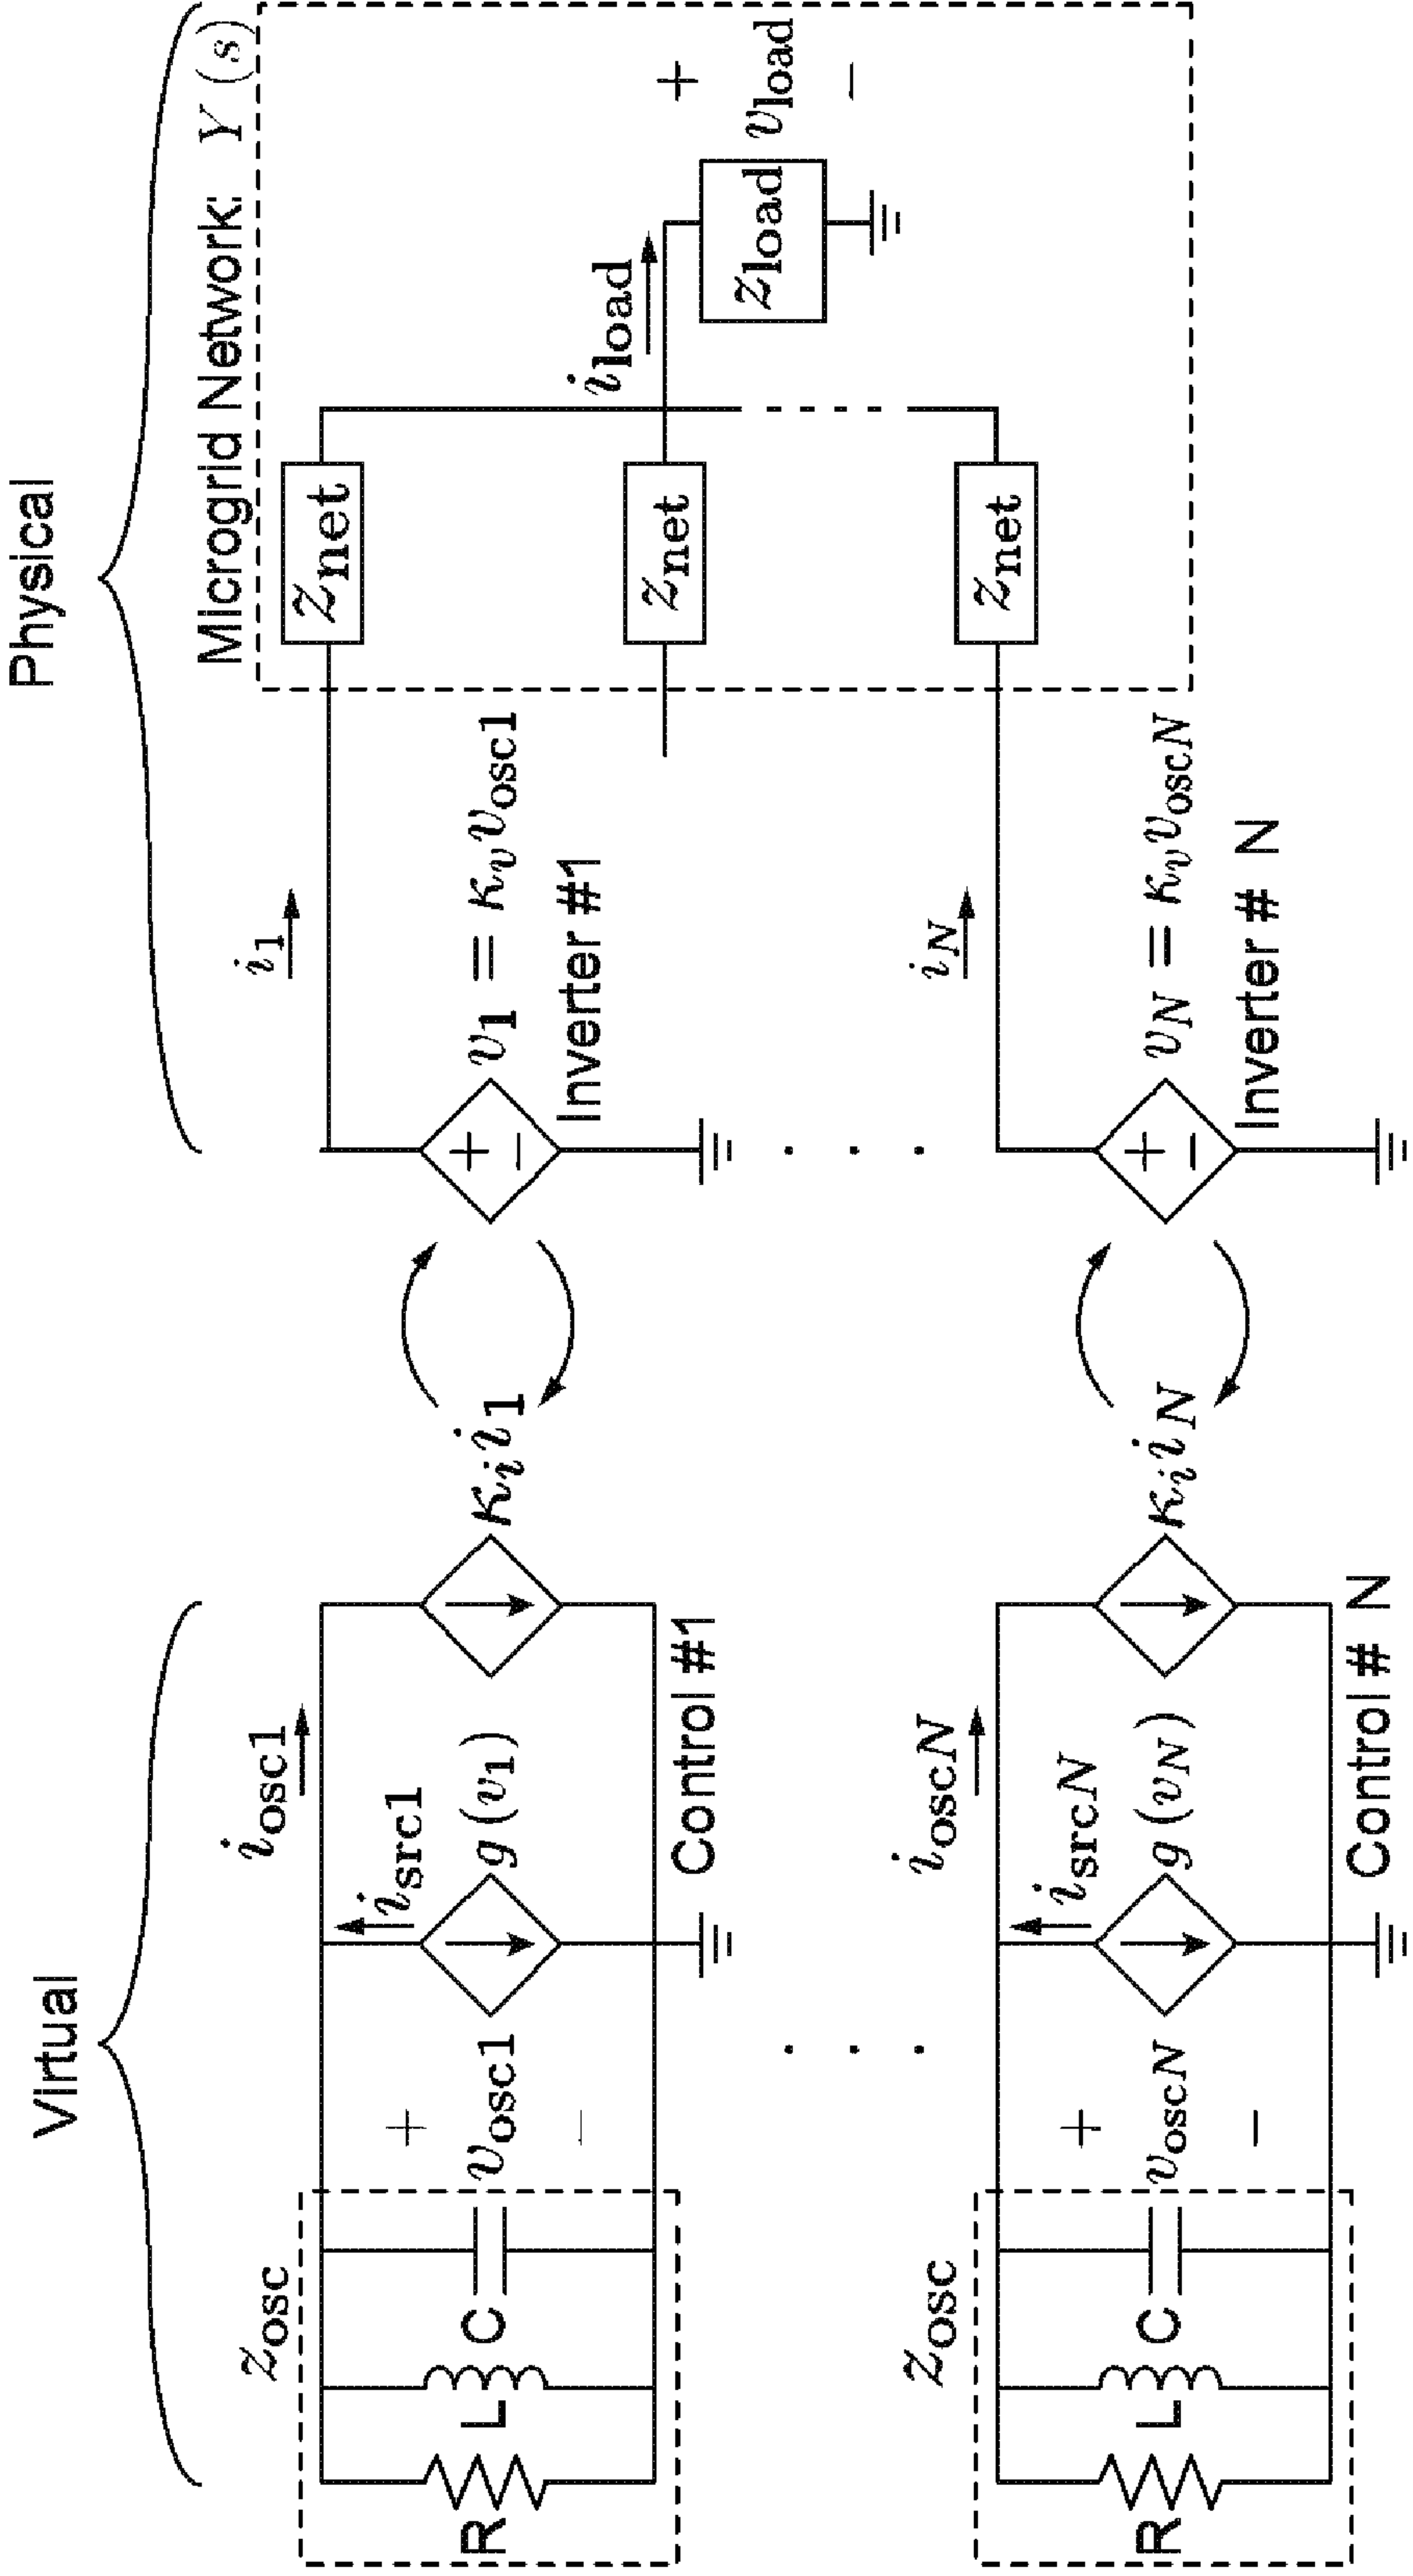 Virtual
Physical
Microgrid Network: Y (s)
z_osc
i_osc1
i_1
z_net
i_src1
i_load
+
+
R L C
v_osc1
g (v_1)
κ_i i_1
+
−
v_1 = κ_v v_osc1
z_net
z_load
v_load
−
−
Control #1
Inverter #1
z_osc
i_oscN
i_N
z_net
i_srcN
+
R L C
v_oscN
g (v_N)
κ_i i_N
+
−
v_N = κ_v v_oscN
−
Control # N
Inverter # N